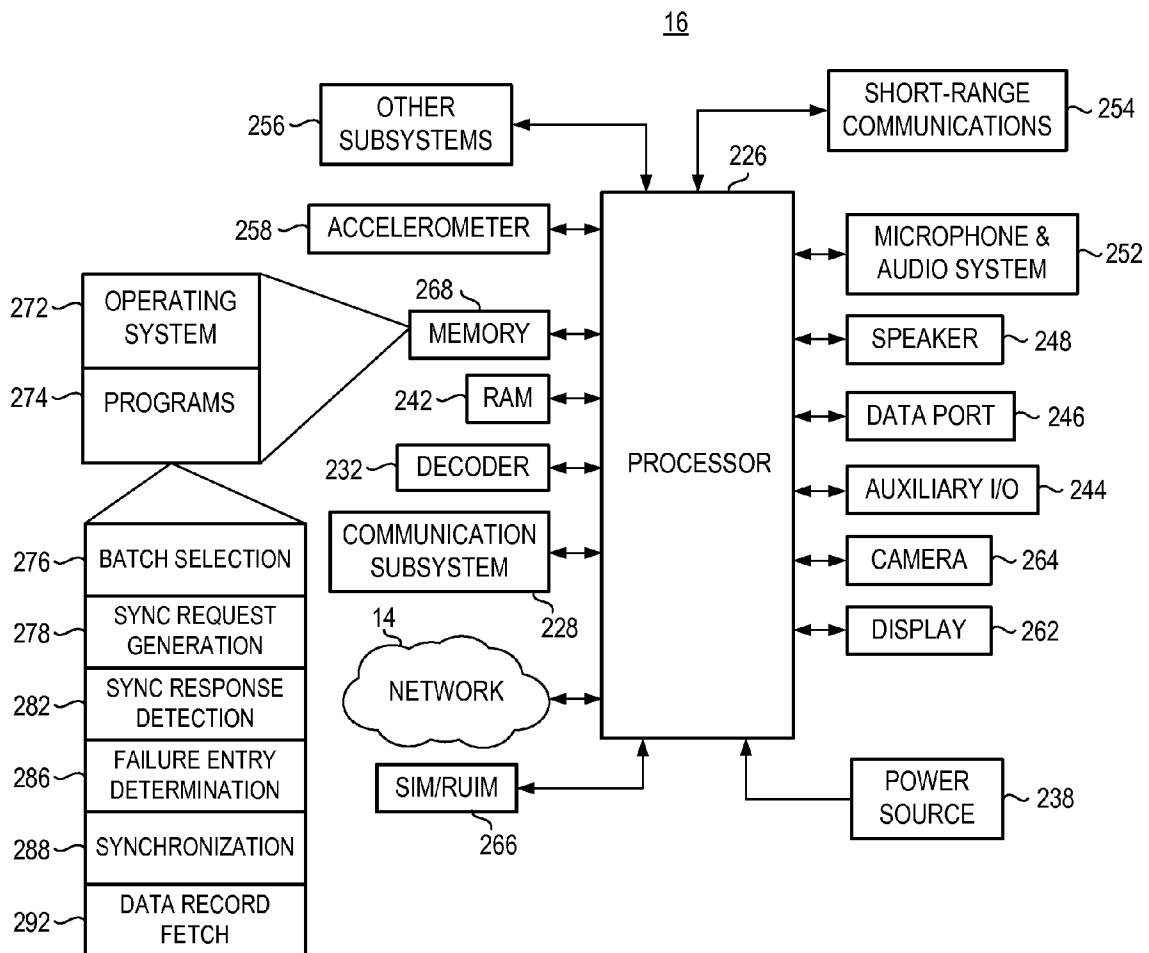 16
OTHER
SUBSYSTEMS
256
SHORT-RANGE
COMMUNICATIONS
254
226
258
ACCELEROMETER
MICROPHONE &
AUDIO SYSTEM
252
272
OPERATING
SYSTEM
268
MEMORY
SPEAKER
248
274
PROGRAMS
242
RAM
DATA PORT
246
232
DECODER
PROCESSOR
AUXILIARY I/O
244
COMMUNICATION
SUBSYSTEM
228
CAMERA
264
DISPLAY
262
276
BATCH SELECTION
278
SYNC REQUEST
GENERATION
14
NETWORK
282
SYNC RESPONSE
DETECTION
286
FAILURE ENTRY
DETERMINATION
SIM/RUIM
266
POWER
SOURCE
238
288
SYNCHRONIZATION
292
DATA RECORD
FETCH